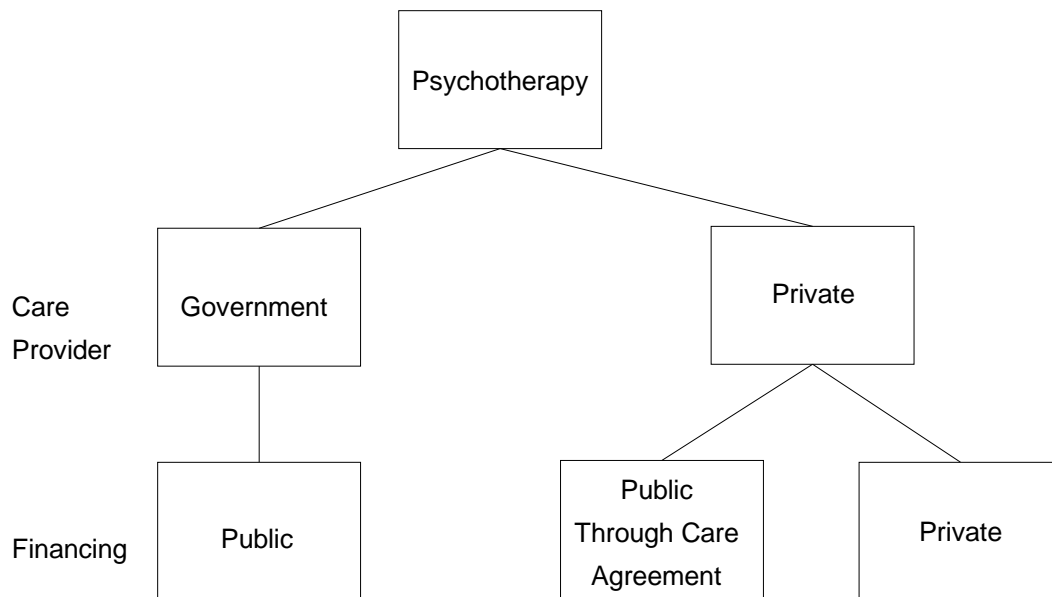 Psychotherapy
Care
Provider
Government
Private
Financing
Public
Public
Through Care
Agreement
Private